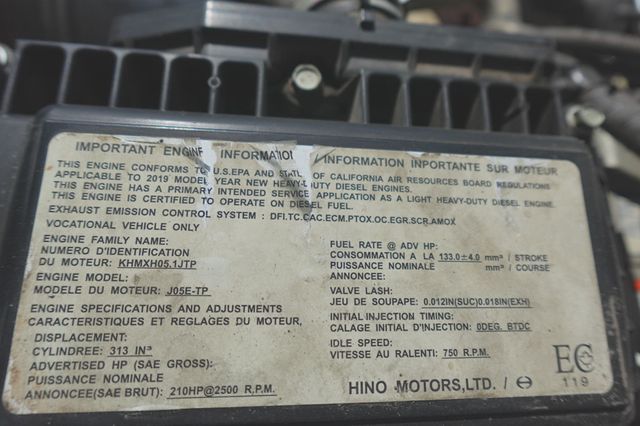 IMPORTANT ENGINE INFORMATION / INFORMATION INPORTANTE SUR MOTEUR
THIS ENGINE CONFORMS TO U.S.EPA AND STATE OF CALIFORNIA AIR RESOURCES BOARD REGULATIONS
APPLICABLE TO 2019 MODEL YEAR NEW HEAVY-DUTY DIESEL ENGINES.
THIS ENGINE HAS A PRIMARY INTENDED SERVICE APPLICATION AS A LIGHT HEAVY-DUTY DIESEL ENGINE.
THIS ENGINE IS CERTIFIED TO OPERATE ON DIESEL FUEL.
EXHAUST EMISSION CONTROL SYSTEM : DFI.TC.CAC.ECM.PTOX.OC.EGR.SCR.AMOX
VOCATIONAL VEHICLE ONLY
ENGINE FAMILY NAME:
NUMERO D'IDENTIFICATION
DU MOTEUR: KHMXH05.1JTP
ENGINE MODEL:
MODELE DU MOTEUR: J05E-TP
ENGINE SPECIFICATIONS AND ADJUSTMENTS
CARACTERISTICS ET REGLAGES DU MOTEUR,
DISPLACEMENT:
CYLINDREE: 313 IN³
ADVERTISED HP (SAE GROSS):
PUISSANCE NOMINALE
ANNONCEE(SAE BRUT): 210HP@2500 R.P.M.
FUEL RATE @ ADV HP:
CONSOMMATION A LA 133.0±4.0 mm³ / STROKE
PUISSANCE NOMINALE mm³ / COURSE
ANNONCEE:
VALVE LASH:
JEU DE SOUPAPE: 0.012IN(SUC)0.018IN(EXH)
INITIAL INJECTION TIMING:
CALAGE INITIAL D'INJECTION: 0DEG. BTDC
IDLE SPEED:
VITESSE AU RALENTI: 750 R.P.M.
HINO MOTORS,LTD. /
EC
119